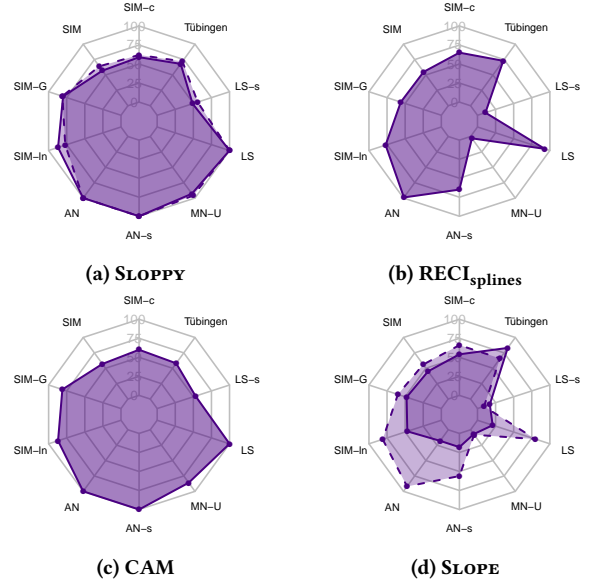 SIM−c
100
75
50
25
0
Tübingen
LS−s
LS
MN−U
AN−s
AN
SIM−ln
SIM−G
SIM
(a) SLOPPY
SIM−c
100
75
50
25
0
Tübingen
LS−s
LS
MN−U
AN−s
AN
SIM−ln
SIM−G
SIM
(b) RECIsplines
SIM−c
100
75
50
25
0
Tübingen
LS−s
LS
MN−U
AN−s
AN
SIM−ln
SIM−G
SIM
(c) CAM
SIM−c
100
75
50
25
0
Tübingen
LS−s
LS
MN−U
AN−s
AN
SIM−ln
SIM−G
SIM
(d) SLOPE